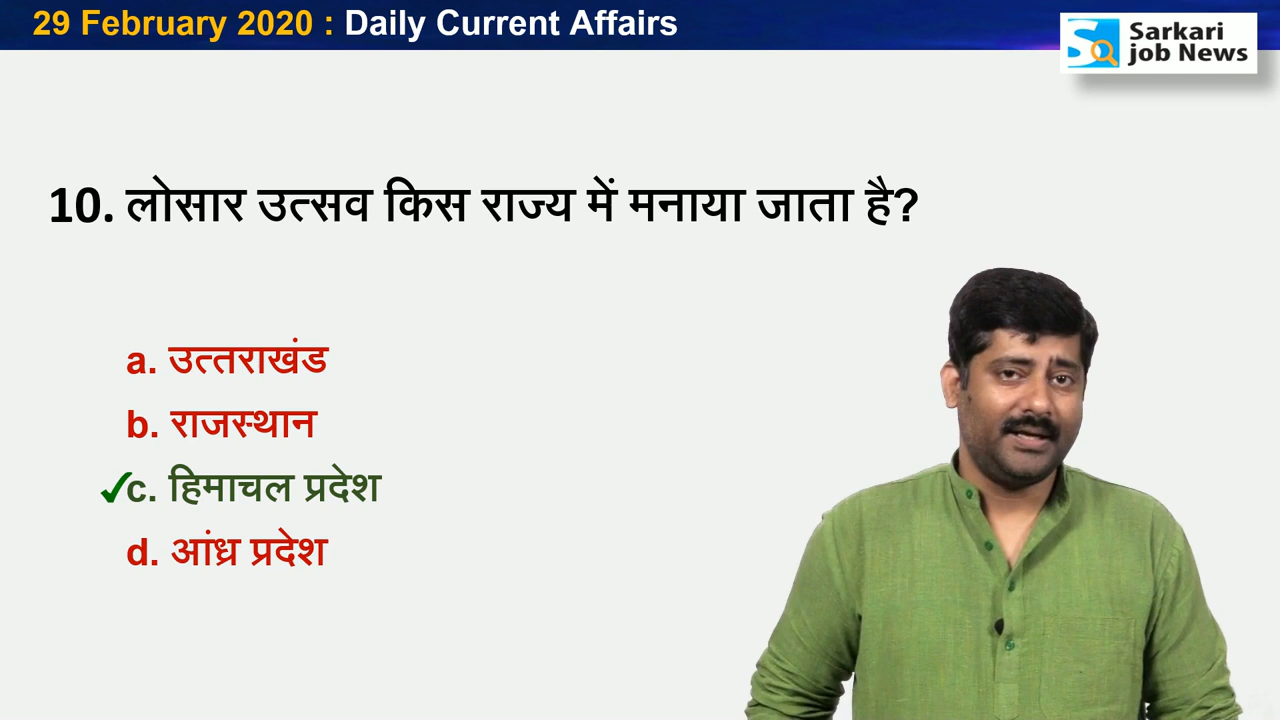 29 February 2020 : Daily Current Affairs
Sarkari
job News
10. लोसार उत्सव किस राज्य में मनाया जाता है?
a. उत्तराखंड
b. राजस्थान
✓c. हिमाचल प्रदेश
d. आंध्र प्रदेश